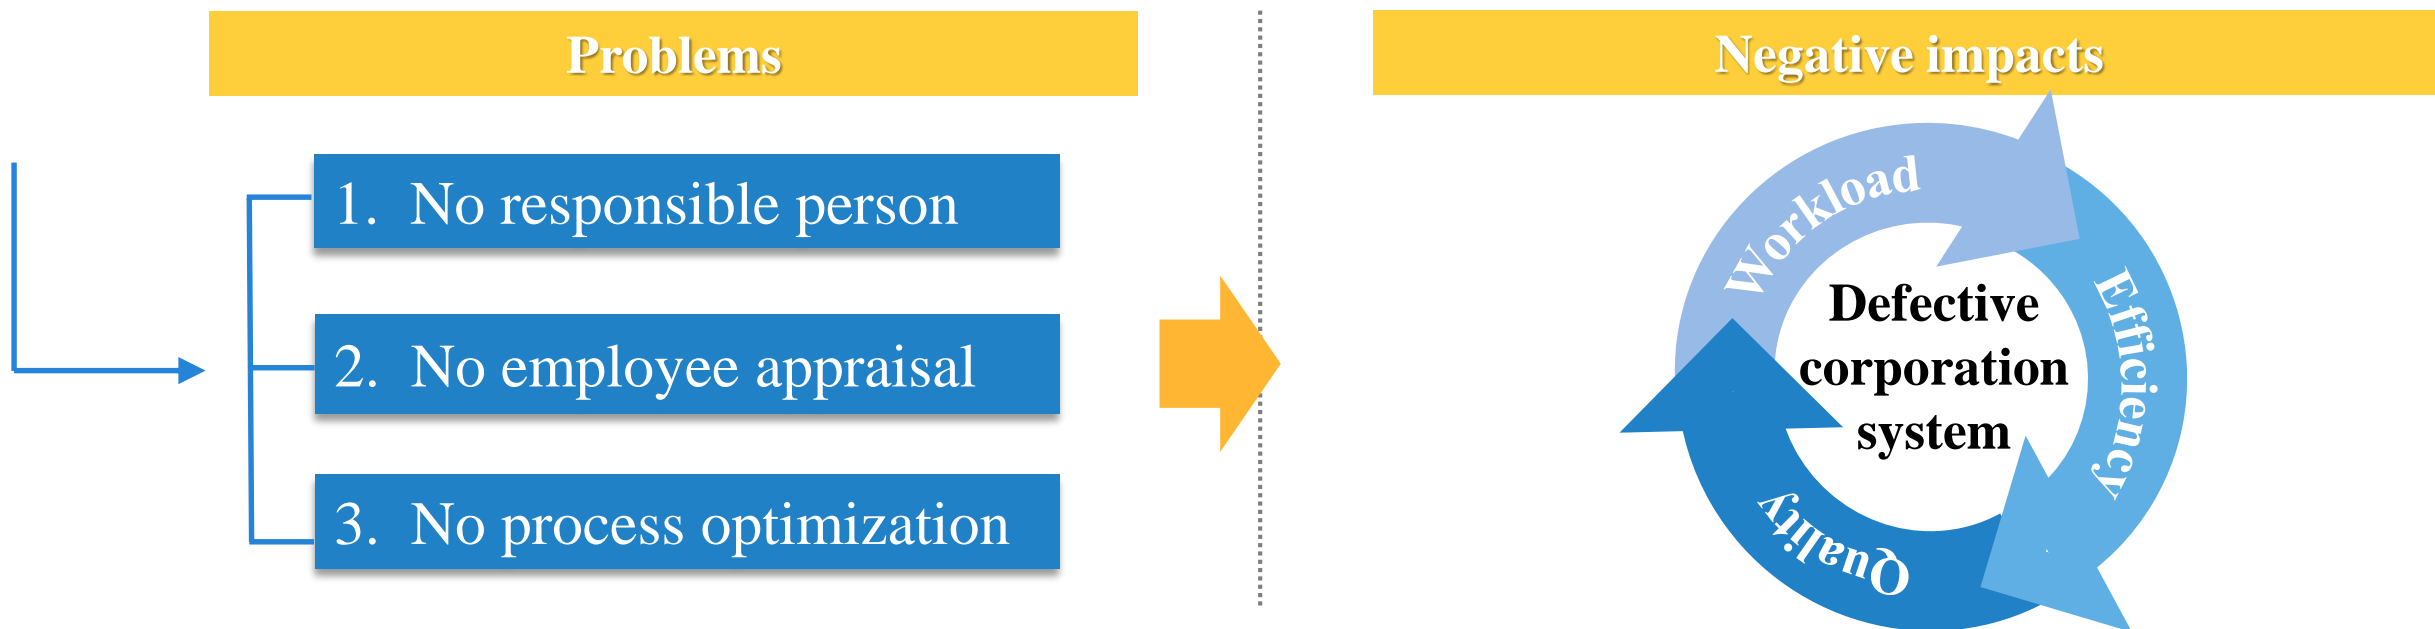 Problems
1. No responsible person
2. No employee appraisal
3. No process optimization
Negative impacts
Workload
Efficiency
Quality
Defective
corporation
system